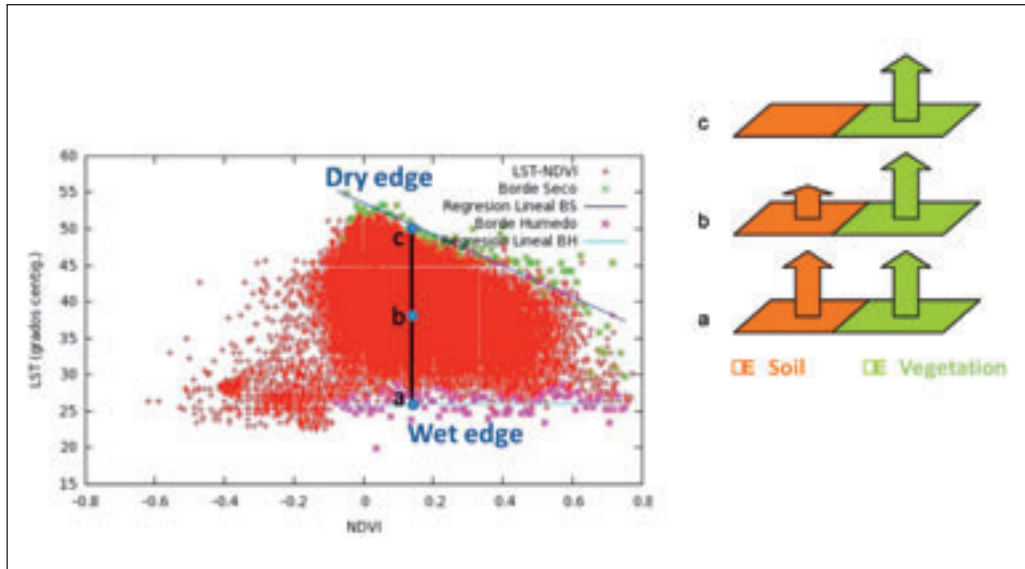 60
55
50
45
40
35
30
25
20
15
LST (grados centig.)
-0.8
-0.6
-0.4
-0.2
0
0.2
0.4
0.6
0.8
NDVI
Dry edge
Wet edge
c
b
a
LST-NDVI
Borde Seco
Regresion Lineal BS
Borde Humedo
Regresion Lineal BH
c
b
a
E Soil
E Vegetation